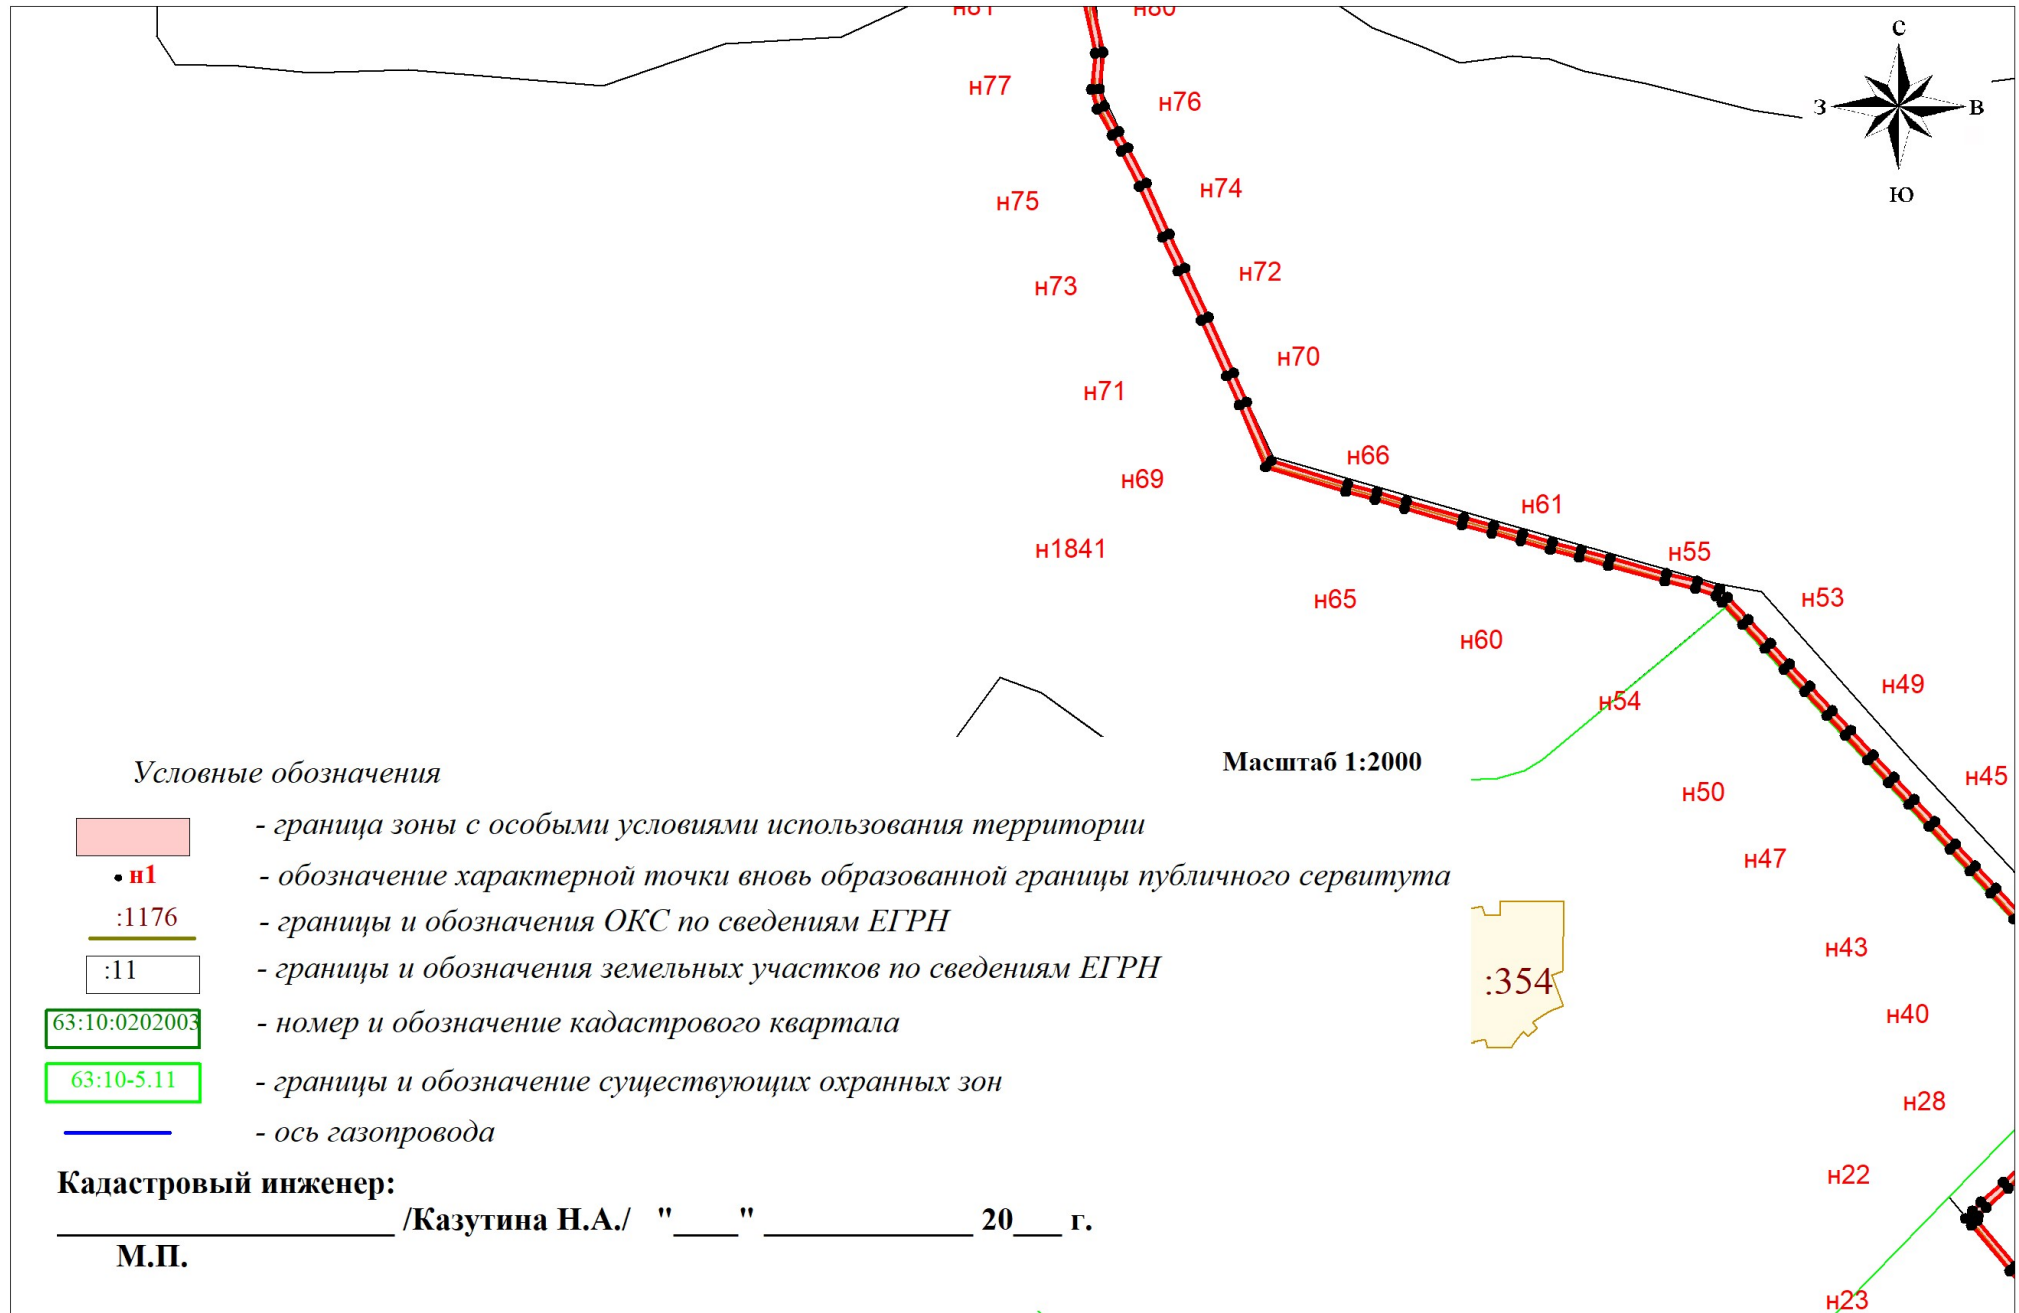 н81
н80
С
н77
н76
З
В
н74
Ю
н75
н72
н73
н70
н71
н66
н69
н61
н1841
н55
н65
н53
н60
н49
н54
Масштаб 1:2000
н45
н50
Условные обозначения
- граница зоны с особыми условиями использования территории
н47
н1 - обозначение характерной точки вновь образованной границы публичного сервитута
:1176 - границы и обозначения ОКС по сведениям ЕГРН
н43
:11 - границы и обозначения земельных участков по сведениям ЕГРН
:354
н40
63:10:0202003 - номер и обозначение кадастрового квартала
63:10-5.11 - границы и обозначение существующих охранных зон
н28
- ось газопровода
н22
Кадастровый инженер:
/Казутина Н.А./ "____" ____________ 20___ г.
М.П.
н23